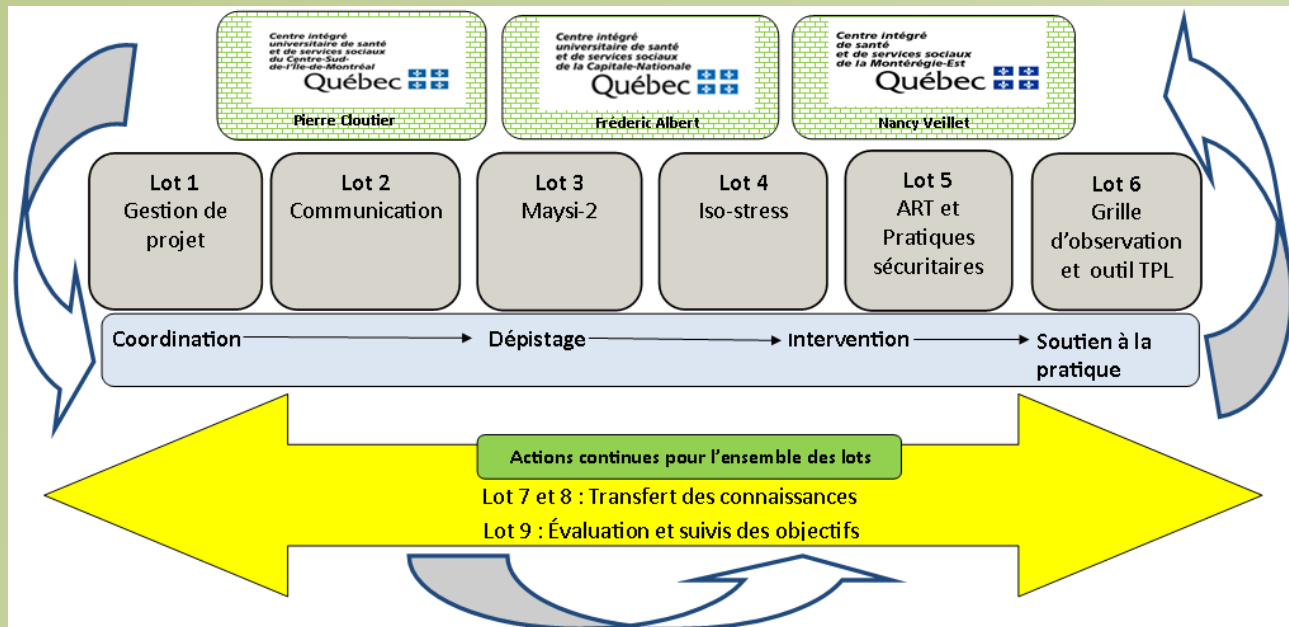 Centre intégré
universitaire de santé
et de services sociaux
du Centre-Sud-
de-l'Île-de-Montréal
Québec
Pierre Cloutier
Centre intégré
universitaire de santé
et de services sociaux
de la Capitale-Nationale
Québec
Fréderic Albert
Centre intégré
de santé
et de services sociaux
de la Montérégie-Est
Québec
Nancy Veillet
Lot 1
Gestion de
projet
Lot 2
Communication
Lot 3
Maysi-2
Lot 4
Iso-stress
Lot 5
ART et
Pratiques
sécuritaires
Lot 6
Grille
d'observation
et outil TPL
Coordination
Dépistage
Intervention
Soutien à la
pratique
Actions continues pour l'ensemble des lots
Lot 7 et 8 : Transfert des connaissances
Lot 9 : Évaluation et suivis des objectifs